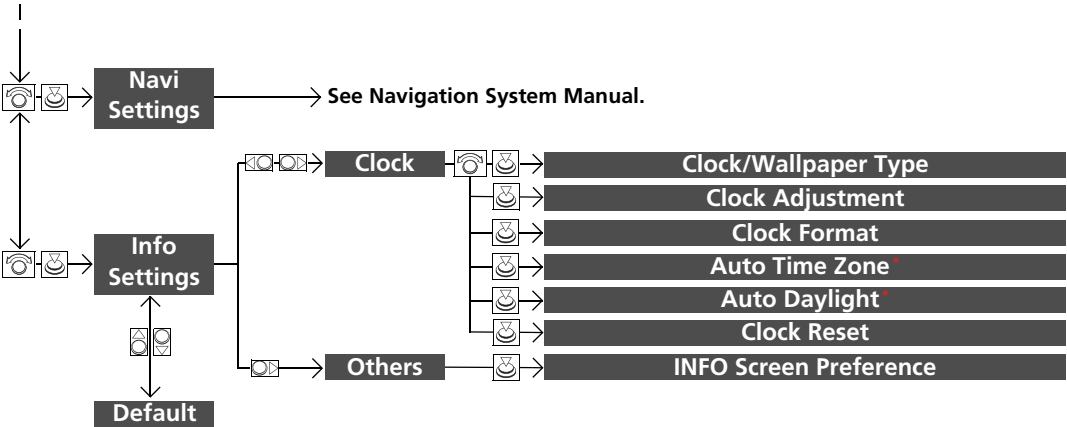 Navi
Settings
See Navigation System Manual.
Clock
Clock/Wallpaper Type
Clock Adjustment
Clock Format
Info
Settings
Auto Time Zone*
Auto Daylight*
Clock Reset
Others
INFO Screen Preference
Default